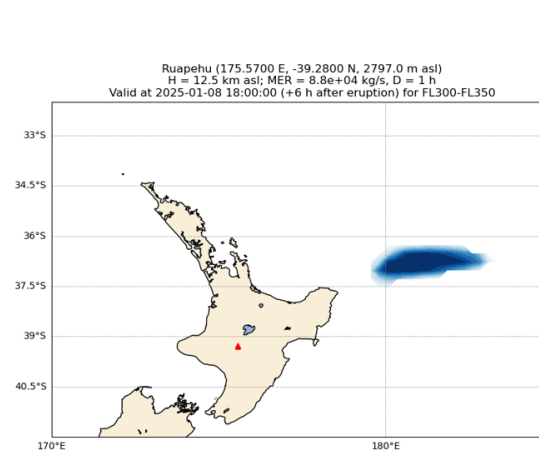 Ruapehu (175.5700 E, -39.2800 N, 2797.0 m asl)
H = 12.5 km asl; MER = 8.8e+04 kg/s, D = 1 h
Valid at 2025-01-08 18:00:00 (+6 h after eruption) for FL300-FL350
33°S
34.5°S
36°S
37.5°S
39°S
40.5°S
170°E
180°E